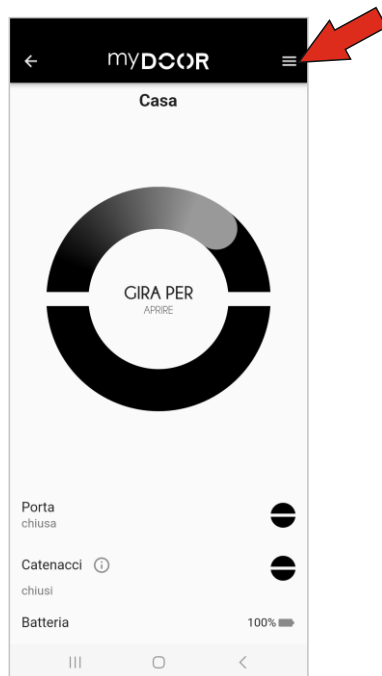 myDOOR
Casa
GIRA PER
APRIRE
Porta
chiusa
Catenacci
chiusi
Batteria 100%